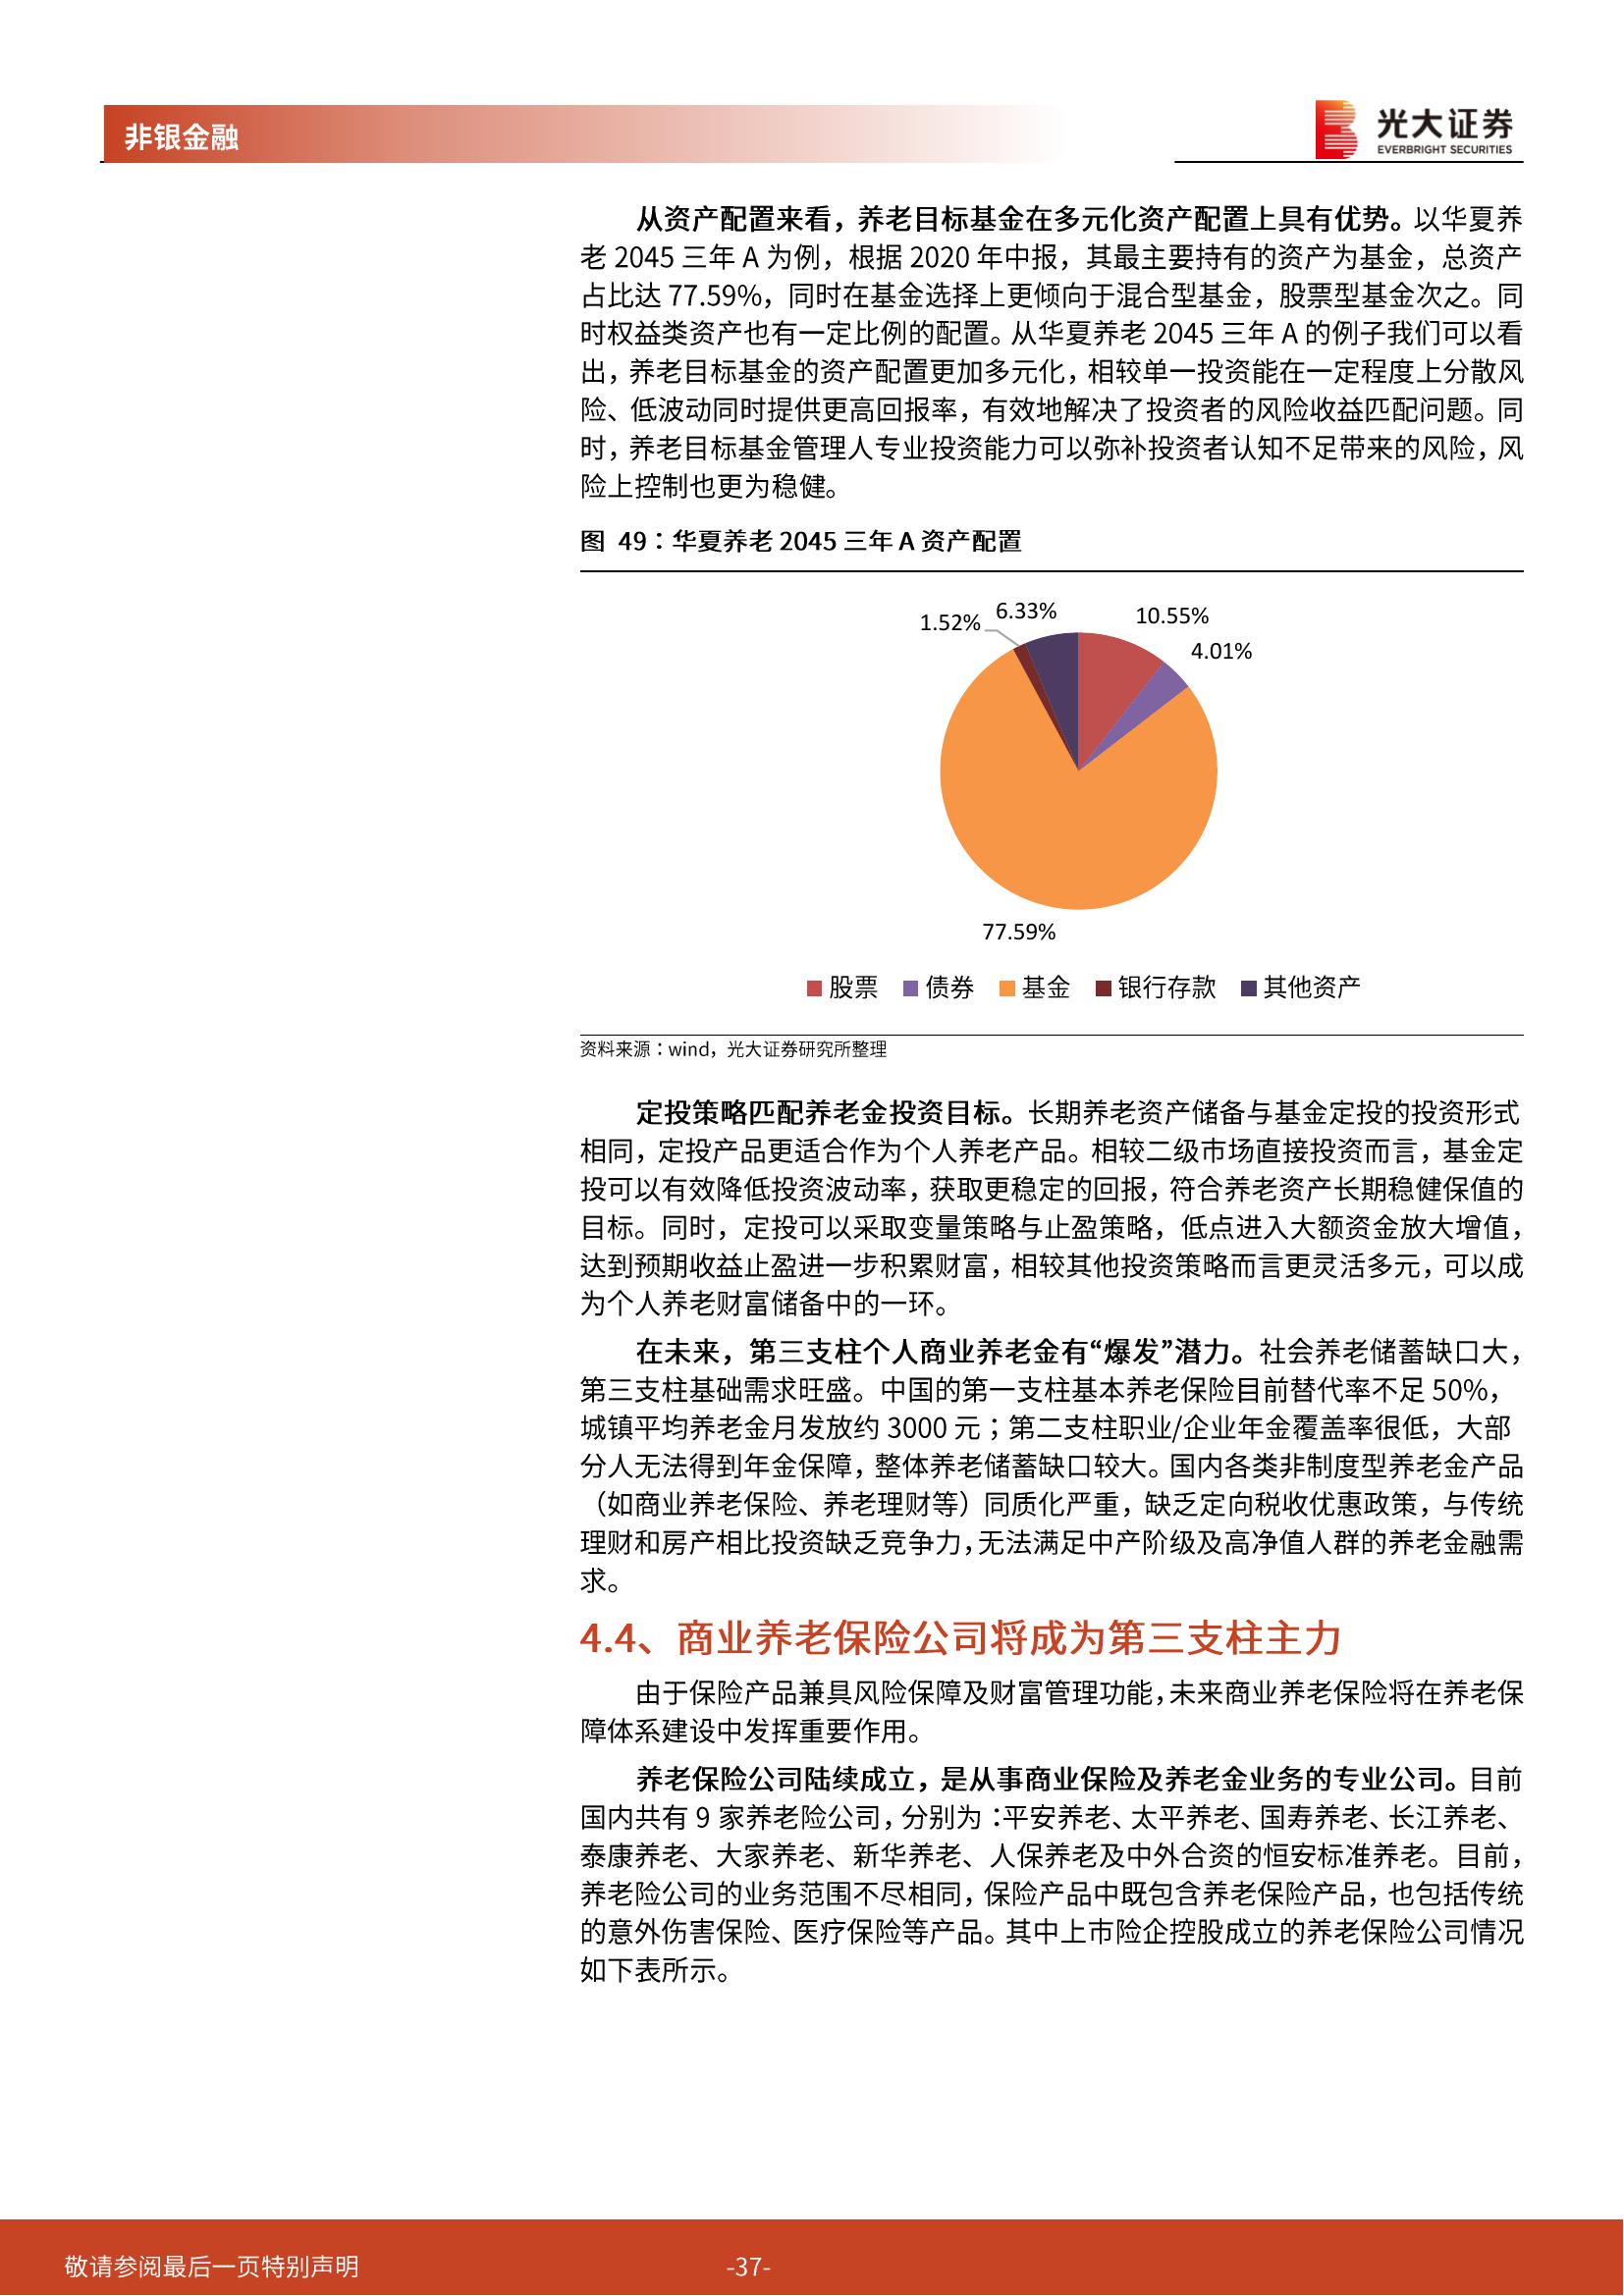 非银金融
光大证券
EVERBRIGHT SECURITIES
从资产配置来看，养老目标基金在多元化资产配置上具有优势。以华夏养
老 2045 三年 A 为例，根据 2020 年中报，其最主要持有的资产为基金，总资产
占比达 77.59%，同时在基金选择上更倾向于混合型基金，股票型基金次之。同
时权益类资产也有一定比例的配置。从华夏养老 2045 三年 A 的例子我们可以看
出，养老目标基金的资产配置更加多元化，相较单一投资能在一定程度上分散风
险、低波动同时提供更高回报率，有效地解决了投资者的风险收益匹配问题。同
时，养老目标基金管理人专业投资能力可以弥补投资者认知不足带来的风险，风
险上控制也更为稳健。
图 49：华夏养老 2045 三年 A 资产配置
1.52%
6.33%
10.55%
4.01%
77.59%
股票 债券 基金 银行存款 其他资产
资料来源：wind，光大证券研究所整理
定投策略匹配养老金投资目标。长期养老资产储备与基金定投的投资形式
相同，定投产品更适合作为个人养老产品。相较二级市场直接投资而言，基金定
投可以有效降低投资波动率，获取更稳定的回报，符合养老资产长期稳健保值的
目标。同时，定投可以采取变量策略与止盈策略，低点进入大额资金放大增值，
达到预期收益止盈进一步积累财富，相较其他投资策略而言更灵活多元，可以成
为个人养老财富储备中的一环。
在未来，第三支柱个人商业养老金有“爆发”潜力。社会养老储蓄缺口大，
第三支柱基础需求旺盛。中国的第一支柱基本养老保险目前替代率不足 50%，
城镇平均养老金月发放约 3000 元；第二支柱职业/企业年金覆盖率很低，大部
分人无法得到年金保障，整体养老储蓄缺口较大。国内各类非制度型养老金产品
（如商业养老保险、养老理财等）同质化严重，缺乏定向税收优惠政策，与传统
理财和房产相比投资缺乏竞争力，无法满足中产阶级及高净值人群的养老金融需
求。
4.4、商业养老保险公司将成为第三支柱主力
由于保险产品兼具风险保障及财富管理功能，未来商业养老保险将在养老保
障体系建设中发挥重要作用。
养老保险公司陆续成立，是从事商业保险及养老金业务的专业公司。目前
国内共有 9 家养老险公司，分别为：平安养老、太平养老、国寿养老、长江养老、
泰康养老、大家养老、新华养老、人保养老及中外合资的恒安标准养老。目前，
养老险公司的业务范围不尽相同，保险产品中既包含养老保险产品，也包括传统
的意外伤害保险、医疗保险等产品。其中上市险企控股成立的养老保险公司情况
如下表所示。
敬请参阅最后一页特别声明
-37-